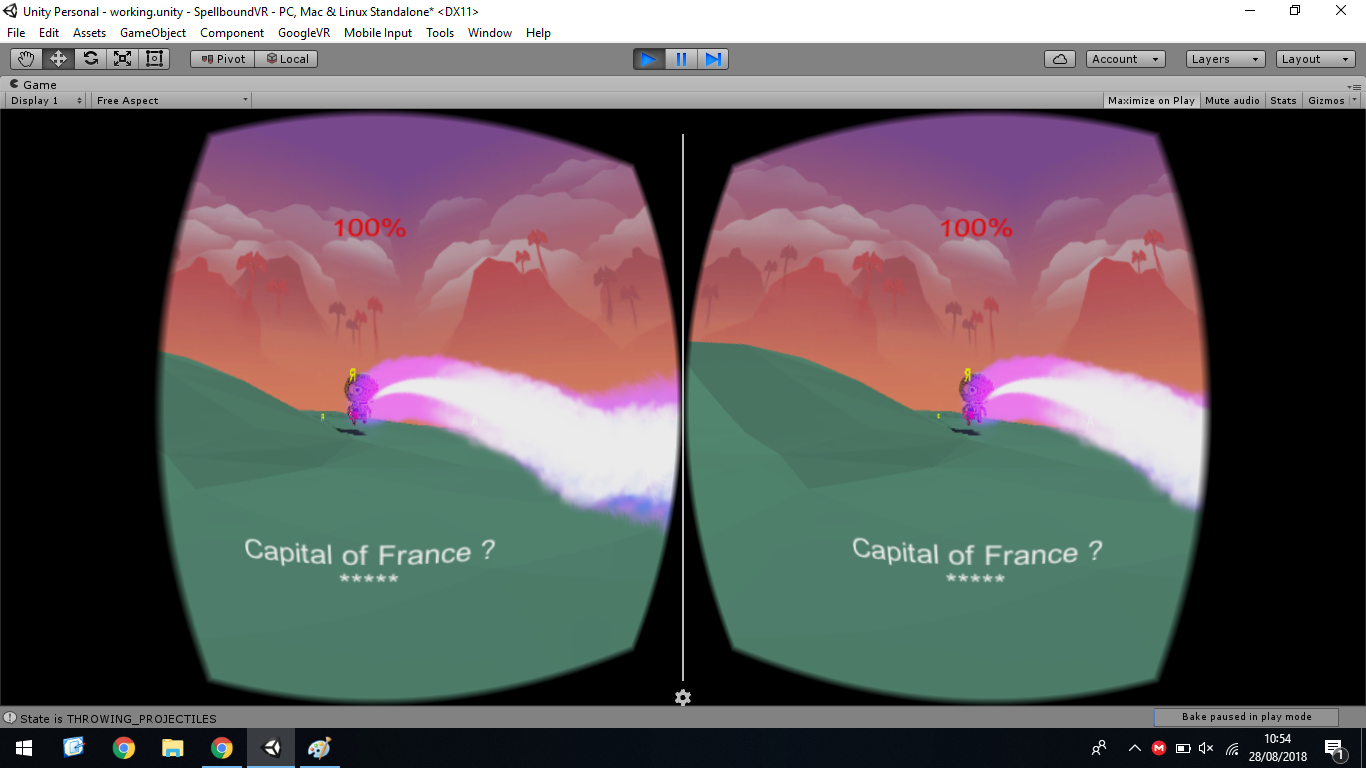 Unity Personal - working.unity - SpellboundVR - PC, Mac & Linux Standalone* <DX11>
File Edit Assets GameObject Component GoogleVR Mobile Input Tools Window Help
Pivot Local Account Layers Layout
Game
Display 1 Free Aspect Maximize on Play Mute audio Stats Gizmos
100% 100%
Capital of France ? Capital of France ?
***** *****
State is THROWING_PROJECTILES Bake paused in play mode
10:54
28/08/2018
1